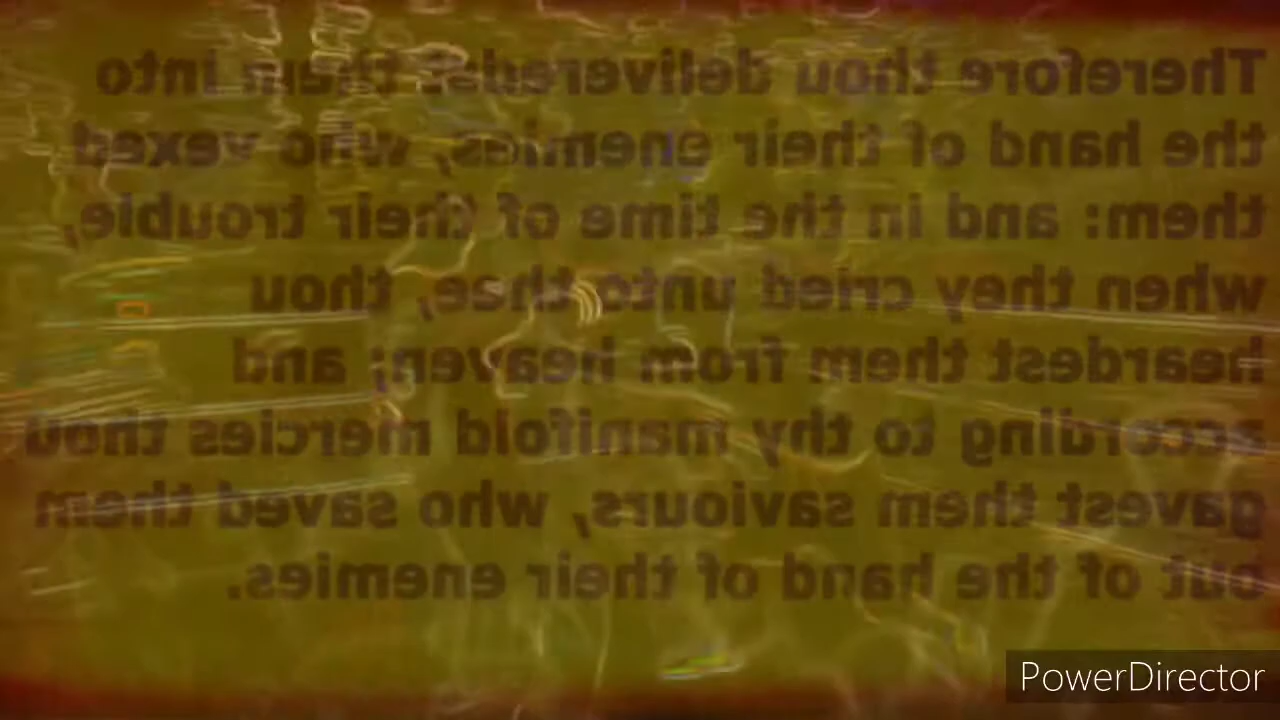 Therefore thou deliveredst them into
the hand of their enemies, who vexed
them: and in the time of their trouble,
when they cried unto thee, thou
heardest them from heaven; and
according to thy manifold mercies thou
gavest them saviours, who saved them
out of the hand of their enemies.
PowerDirector